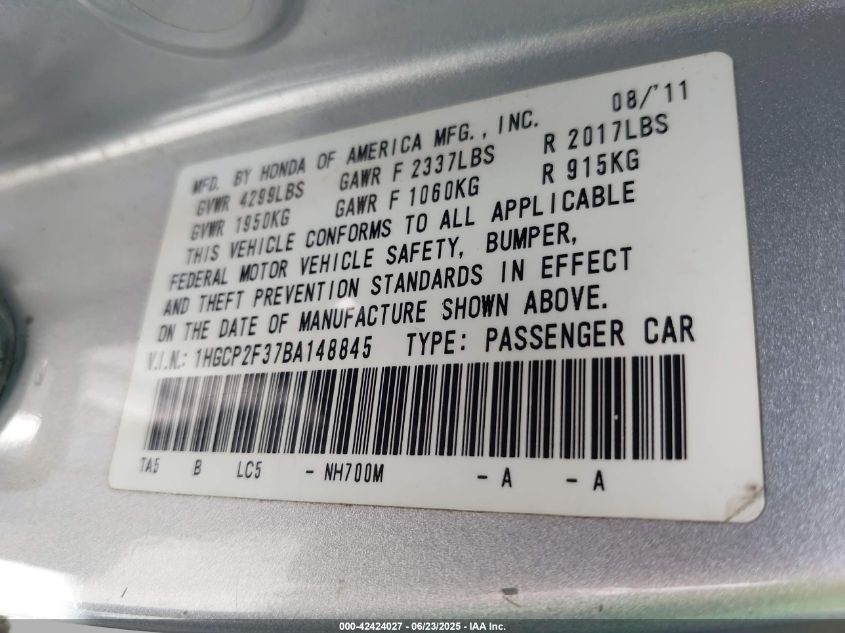 MFD. BY HONDA OF AMERICA MFG., INC. 08/'11
GVWR 4299LBS GAWR F 2337LBS R 2017LBS
GVWR 1950KG GAWR F 1060KG R 915KG
THIS VEHICLE CONFORMS TO ALL APPLICABLE
FEDERAL MOTOR VEHICLE SAFETY, BUMPER,
AND THEFT PREVENTION STANDARDS IN EFFECT
ON THE DATE OF MANUFACTURE SHOWN ABOVE.
V.I.N.: 1HGCP2F37BA148845 TYPE: PASSENGER CAR
TA5 B LC5 - NH700M - A - A
000-42424027 - 06/23/2025 - IAA Inc.